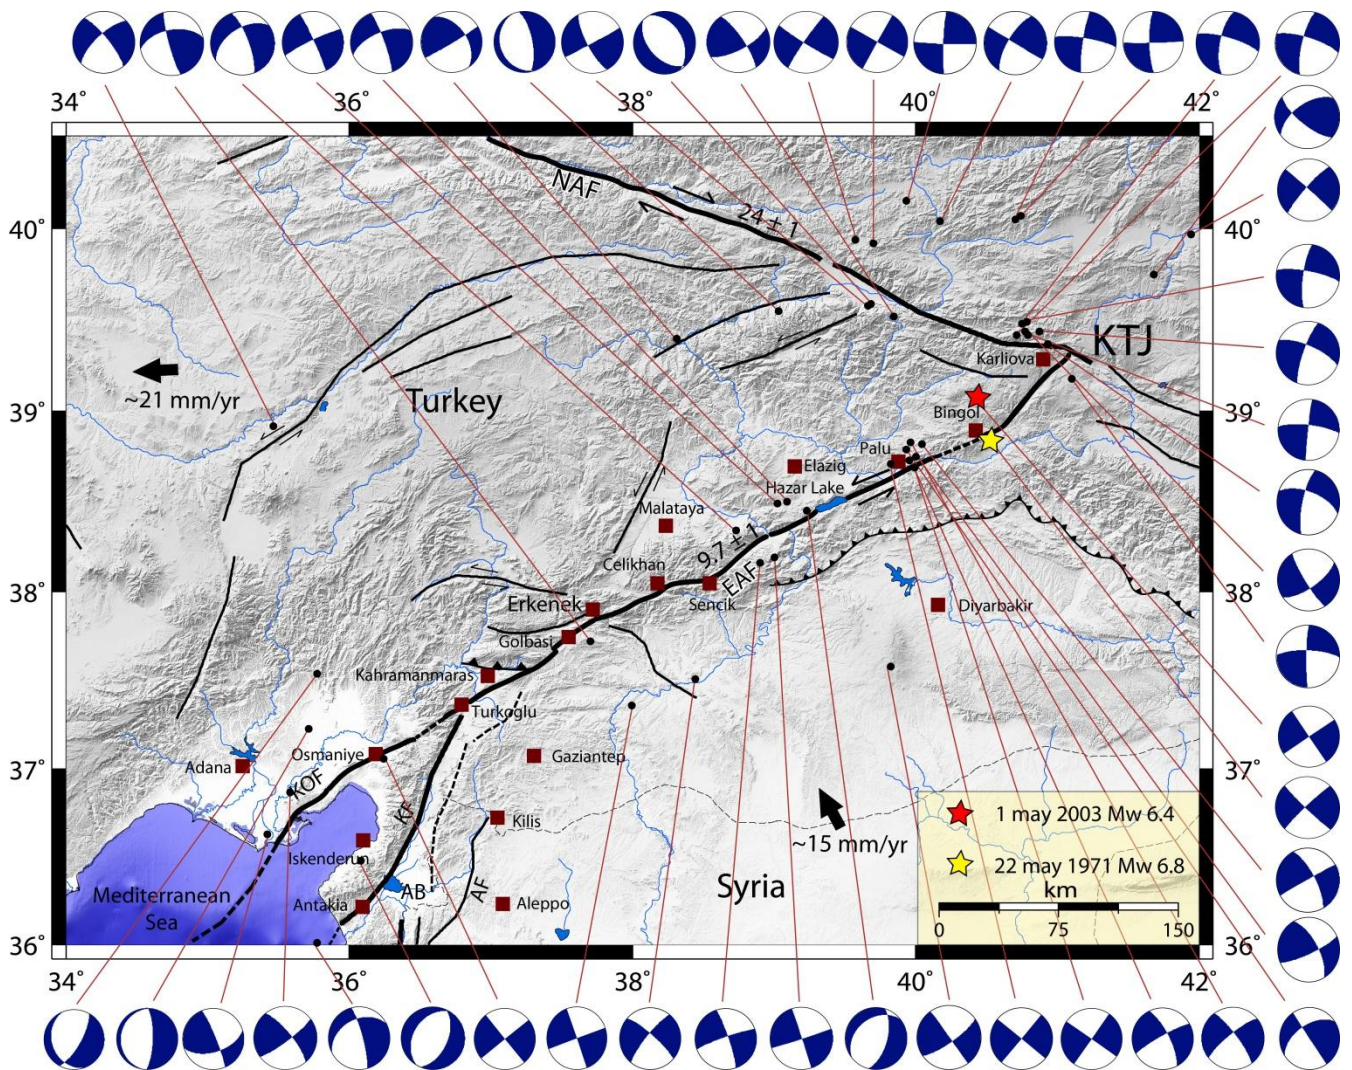 34° 36° 38° 40° 42°
NAF
24 ± 1
40° 40°
KTJ
Karliova
~21 mm/yr
Turkey
39° 39°
Bingol
Palu
Elazig
Hazar Lake
Malataya
9.7 ± 1
Celikhan
EAF
38° 38°
Sencik
Diyarbakir
Erkenek
Golbasi
Kahramanmaras
Turkoglu
Osmaniye
Gaziantep
37° 37°
Adana
KOF
KF
Kilis
1 may 2003 Mw 6.4
~15 mm/yr
Iskenderun
22 may 1971 Mw 6.8
Mediterranean
Sea
AB
AF
Syria
km
Antakia
Aleppo
0 75 150
36° 36°
34° 36° 38° 40° 42°